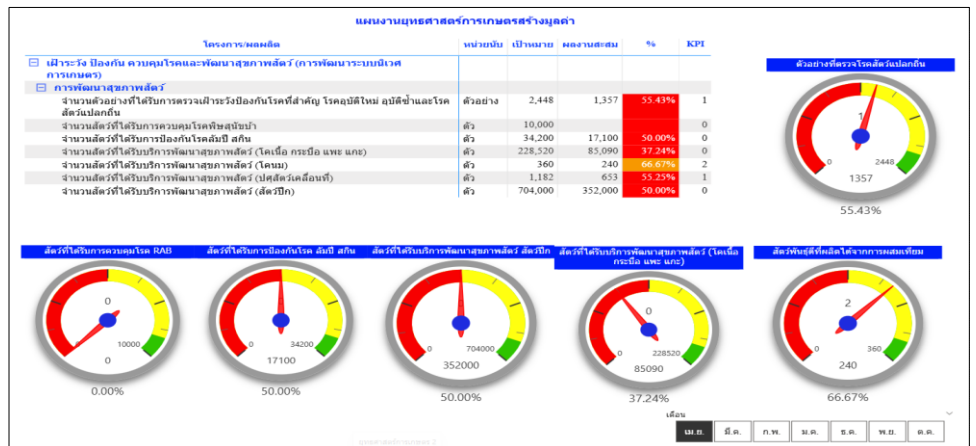 แผนงานยุทธศาสตร์การเกษตรสร้างมูลค่า
โครงการ/ผลผลิต หน่วยนับ เป้าหมาย ผลงานสะสม % KPI
เฝ้าระวัง ป้องกัน ควบคุมโรคและพัฒนาสุขภาพสัตว์ (การพัฒนาระบบนิเวศ
การเกษตร)
การพัฒนาสุขภาพสัตว์
จำนวนตัวอย่างที่ได้รับการตรวจเฝ้าระวังป้องกันโรคที่สำคัญ โรคอุบัติใหม่ อุบัติซ้ำและโรค ตัวอย่าง 2,448 1,357 55.43% 1
สัตว์แปลกถิ่น
จำนวนสัตว์ได้รับการควบคุมโรคพิษสุนัขบ้า ตัว 10,000 0
จำนวนสัตว์ที่ได้รับการป้องกันโรคลัมปี สกิน ตัว 34,200 17,100 50.00% 0
จำนวนสัตว์ที่ได้รับบริการพัฒนาสุขภาพสัตว์ (โคเนื้อ กระบือ แพะ แกะ) ตัว 228,520 85,090 37.24% 0
จำนวนสัตว์ที่ได้รับบริการพัฒนาสุขภาพสัตว์ (โคนม) ตัว 360 240 66.67% 2
จำนวนสัตว์ที่ได้รับบริการพัฒนาสุขภาพสัตว์ (ปศุสัตว์เคลื่อนที่) ตัว 1,182 653 55.25% 1
จำนวนสัตว์ที่ได้รับบริการพัฒนาสุขภาพสัตว์ (สัตว์ปีก) ตัว 704,000 352,000 50.00% 0
ตัวอย่างที่ตรวจโรคสัตว์แปลกถิ่น
1
0 2448
1357
55.43%
สัตว์ที่ได้รับการควบคุมโรค RAB
0
0 10000
0
0.00%
สัตว์ที่ได้รับการป้องกันโรค ลัมปี สกิน
0
0 34200
17100
50.00%
สัตว์ที่ได้รับบริการพัฒนาสุขภาพสัตว์ สัตว์ปีก
0
0 704000
352000
50.00%
สัตว์ที่ได้รับบริการพัฒนาสุขภาพสัตว์ (โคเนื้อ
กระบือ แพะ แกะ)
0
0 228520
85090
37.24%
สัตว์พันธุ์ดีที่ผลิตได้จากการผสมเทียม
2
0 360
240
66.67%
เดือน
เม.ย. มี.ค. ก.พ. ม.ค. ธ.ค. พ.ย. ต.ค.